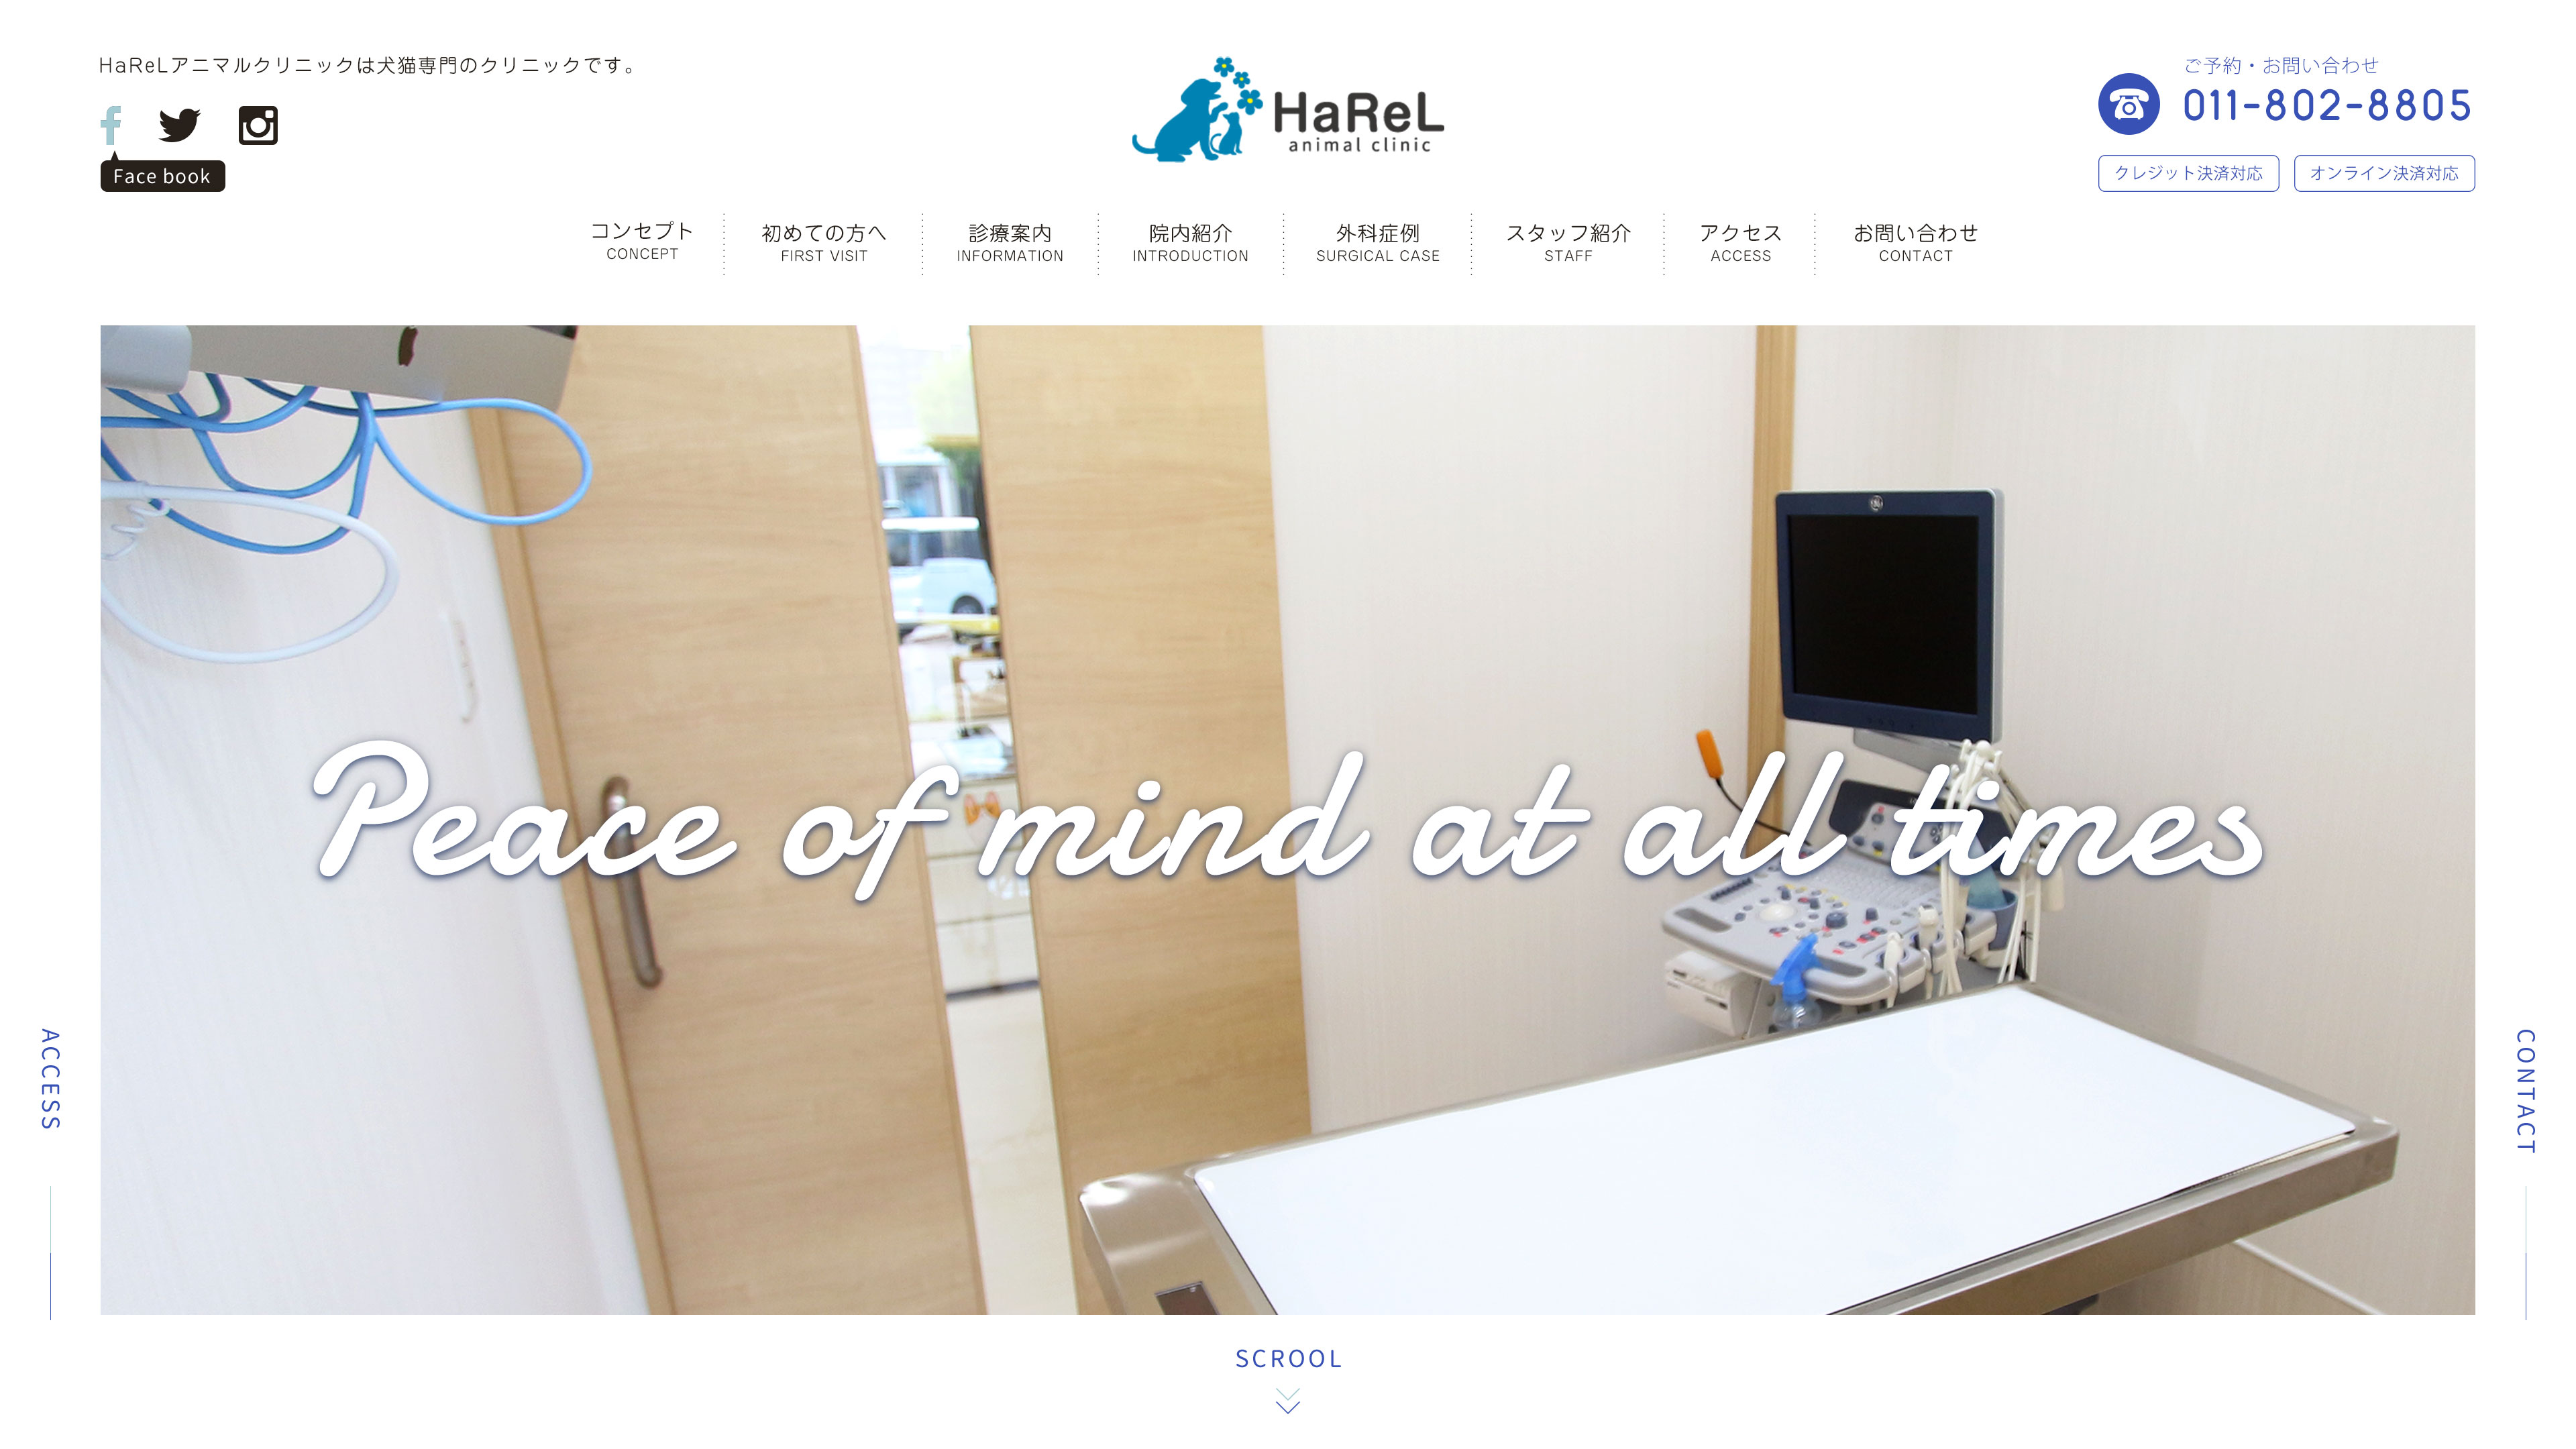 HaReLアニマルクリニックは犬猫専門のクリニックです。
Face book
HaReL
animal clinic
ご予約・お問い合わせ
011-802-8805
クレジット決済対応
オンライン決済対応
コンセプト
CONCEPT
初めての方へ
FIRST VISIT
診療案内
INFORMATION
院内紹介
INTRODUCTION
外科症例
SURGICAL CASE
スタッフ紹介
STAFF
アクセス
ACCESS
お問い合わせ
CONTACT
Peace of mind at all times
ACCESS
CONTACT
SCROOL